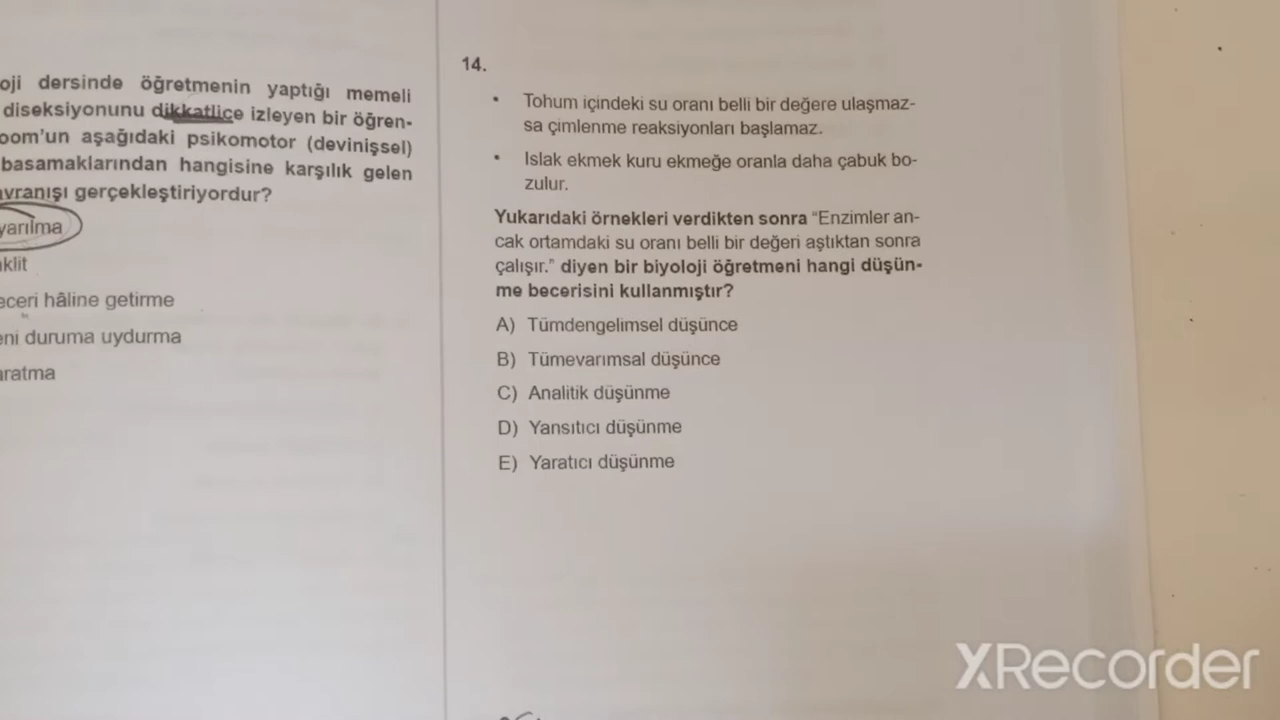 oji dersinde öğretmenin yaptığı memeli
diseksiyonunu dikkatlice izleyen bir öğren-
oom'un aşağıdaki psikomotor (devinişsel)
basamaklarından hangisine karşılık gelen
avranışı gerçekleştiriyordur?
yarılma
aklit
eceri hâline getirme
eni duruma uydurma
aratma
14.
• Tohum içindeki su oranı belli bir değere ulaşmaz-
sa çimlenme reaksiyonları başlamaz.
• Islak ekmek kuru ekmeğe oranla daha çabuk bo-
zulur.
Yukarıdaki örnekleri verdikten sonra “Enzimler an-
cak ortamdaki su oranı belli bir değeri aştıktan sonra
çalışır.” diyen bir biyoloji öğretmeni hangi düşün-
me becerisini kullanmıştır?
A) Tümdengelimsel düşünce
B) Tümevarımsal düşünce
C) Analitik düşünme
D) Yansıtıcı düşünme
E) Yaratıcı düşünme
XRecorder